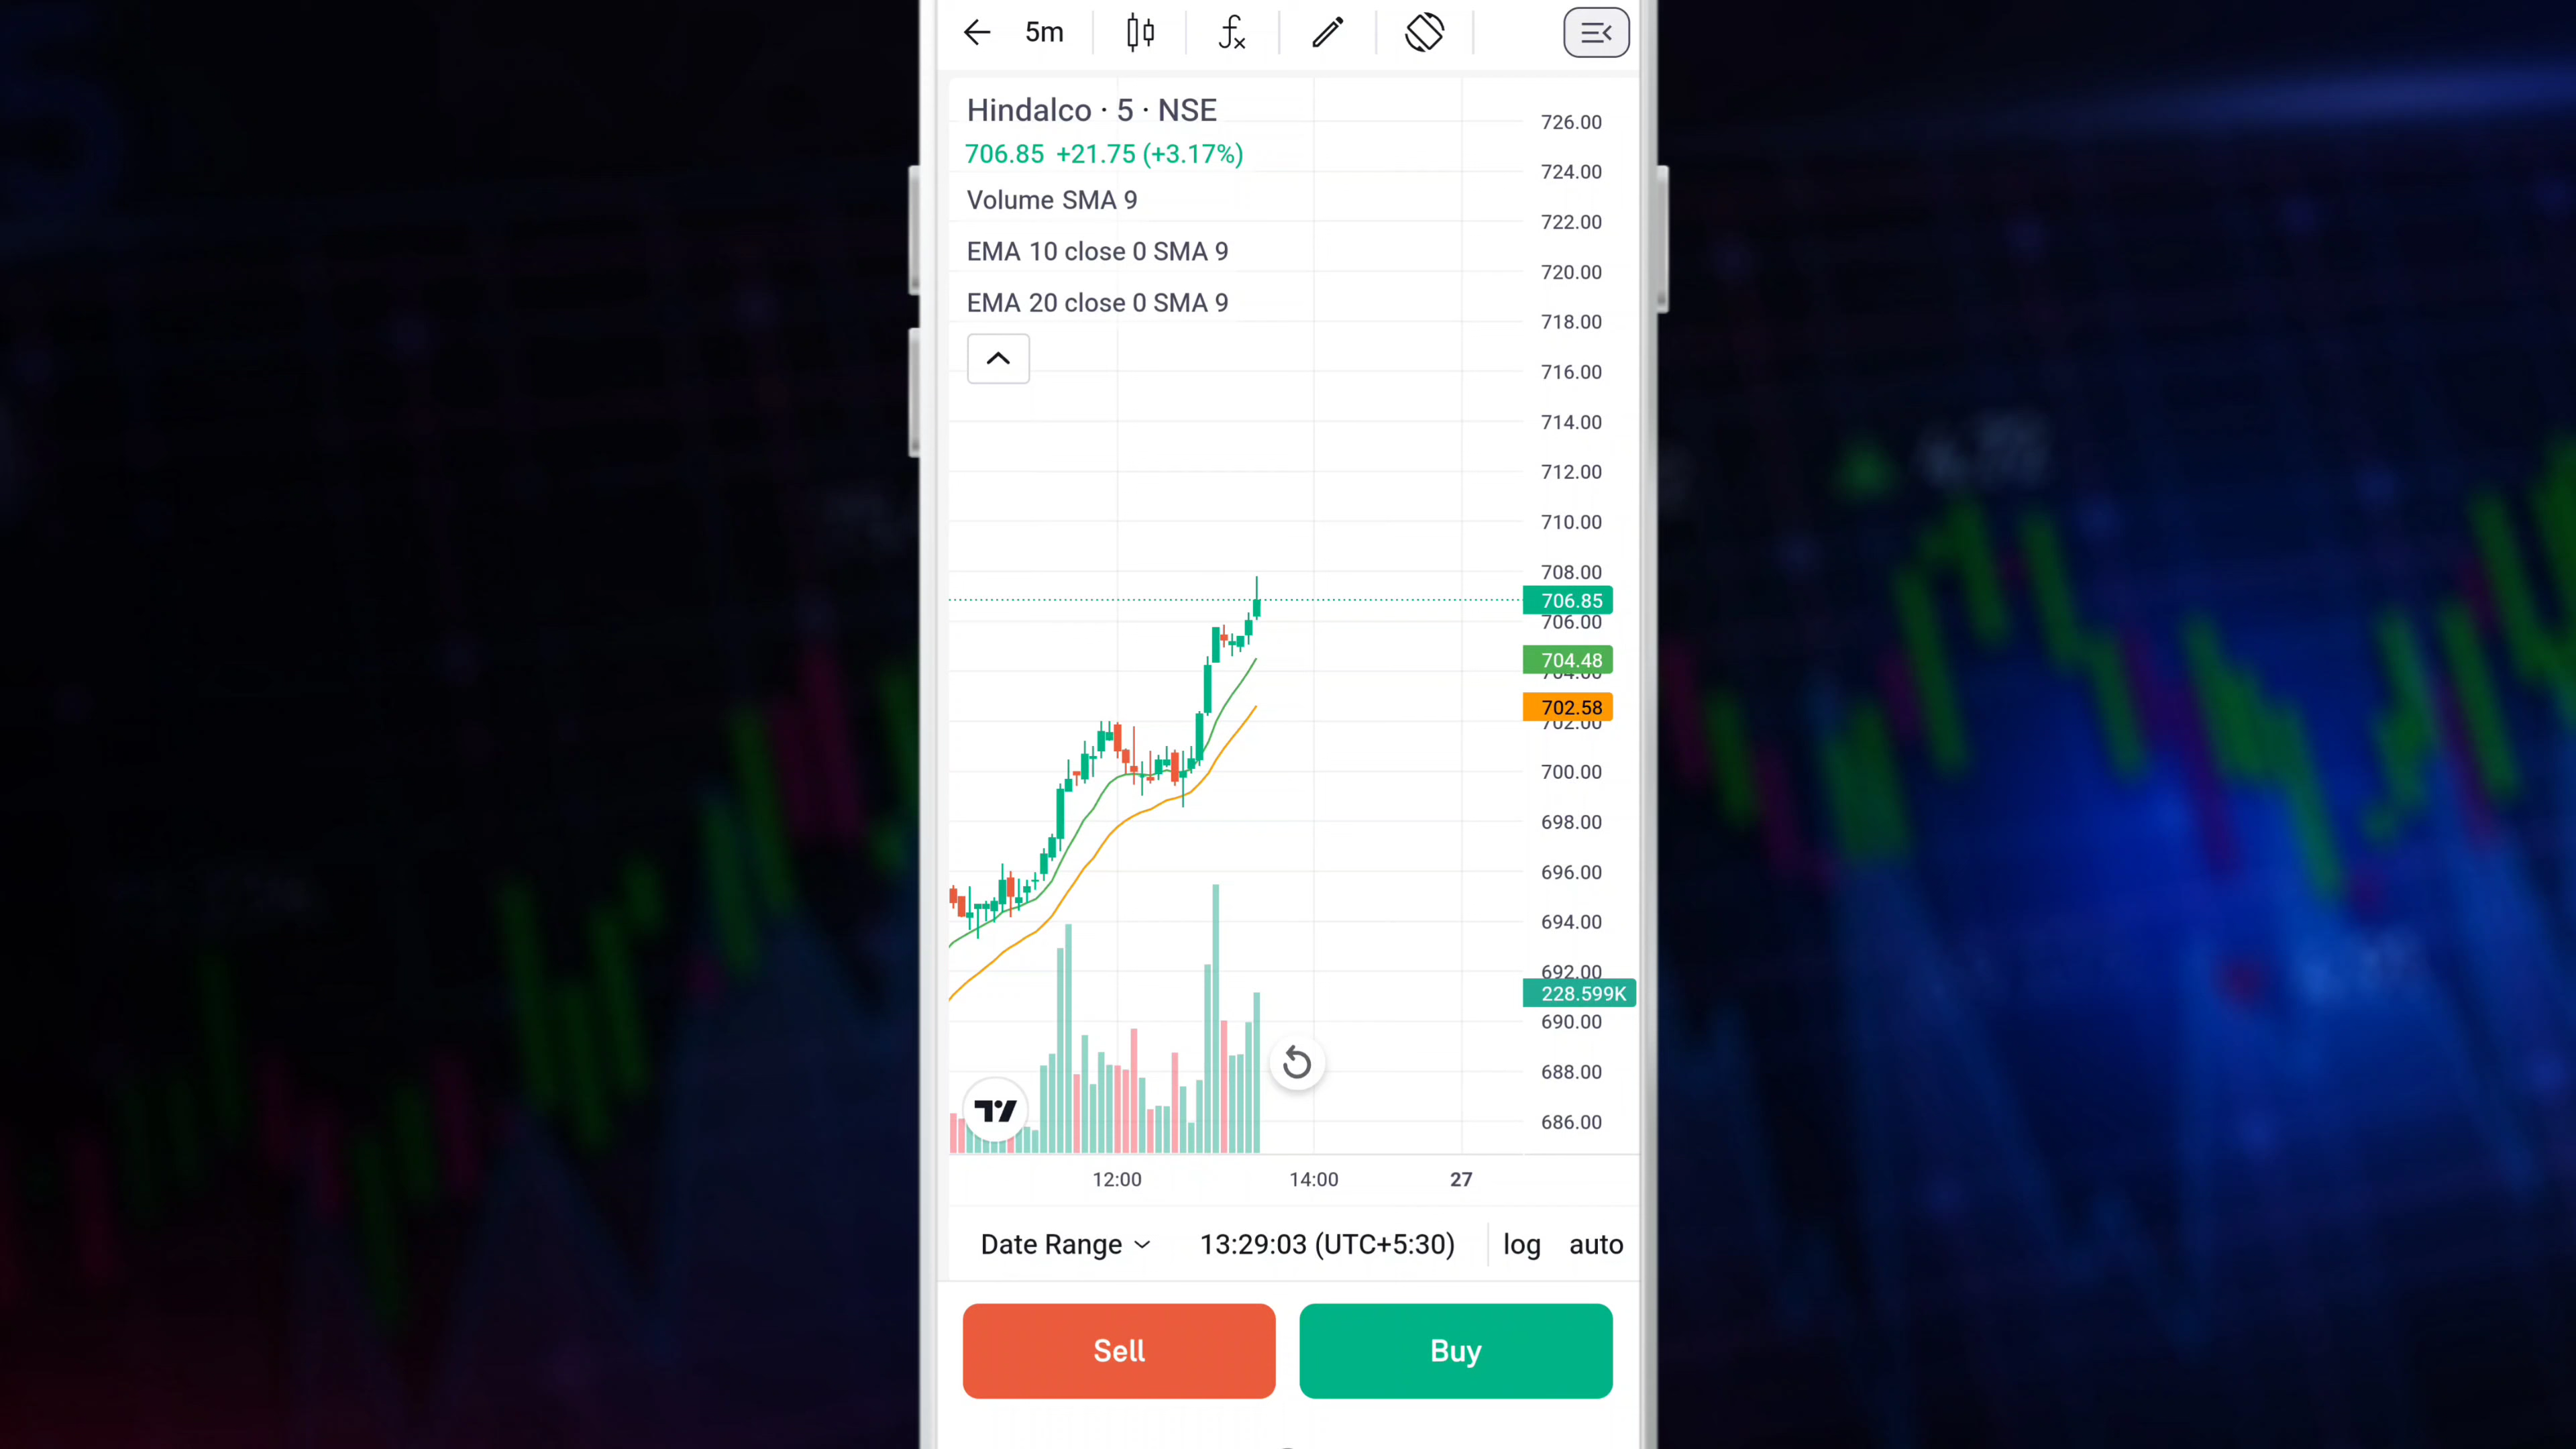 5m
Hindalco · 5 · NSE
706.85 +21.75 (+3.17%)
Volume SMA 9
EMA 10 close 0 SMA 9
EMA 20 close 0 SMA 9
726.00
724.00
722.00
720.00
718.00
716.00
714.00
712.00
710.00
708.00
706.85
706.00
704.48
704.00
702.58
702.00
700.00
698.00
696.00
694.00
692.00
228.599K
690.00
688.00
686.00
12:00 14:00 27
Date Range 13:29:03 (UTC+5:30) log auto
Sell Buy